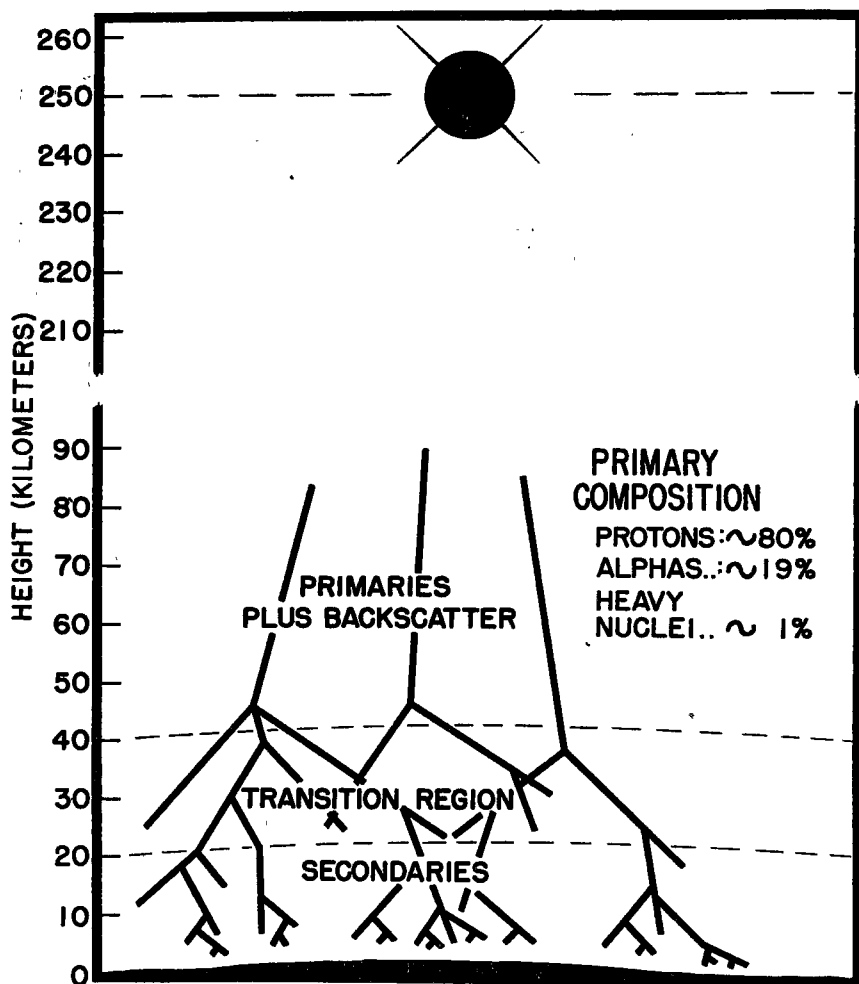 260
250
240
230
220
210
90
80
70
60
50
40
30
20
10
0
HEIGHT (KILOMETERS)
PRIMARY
COMPOSITION
PROTONS:~80%
ALPHAS..:~19%
HEAVY
NUCLEI.. ~ 1%
PRIMARIES
PLUS BACKSCATTER
TRANSITION REGION
SECONDARIES